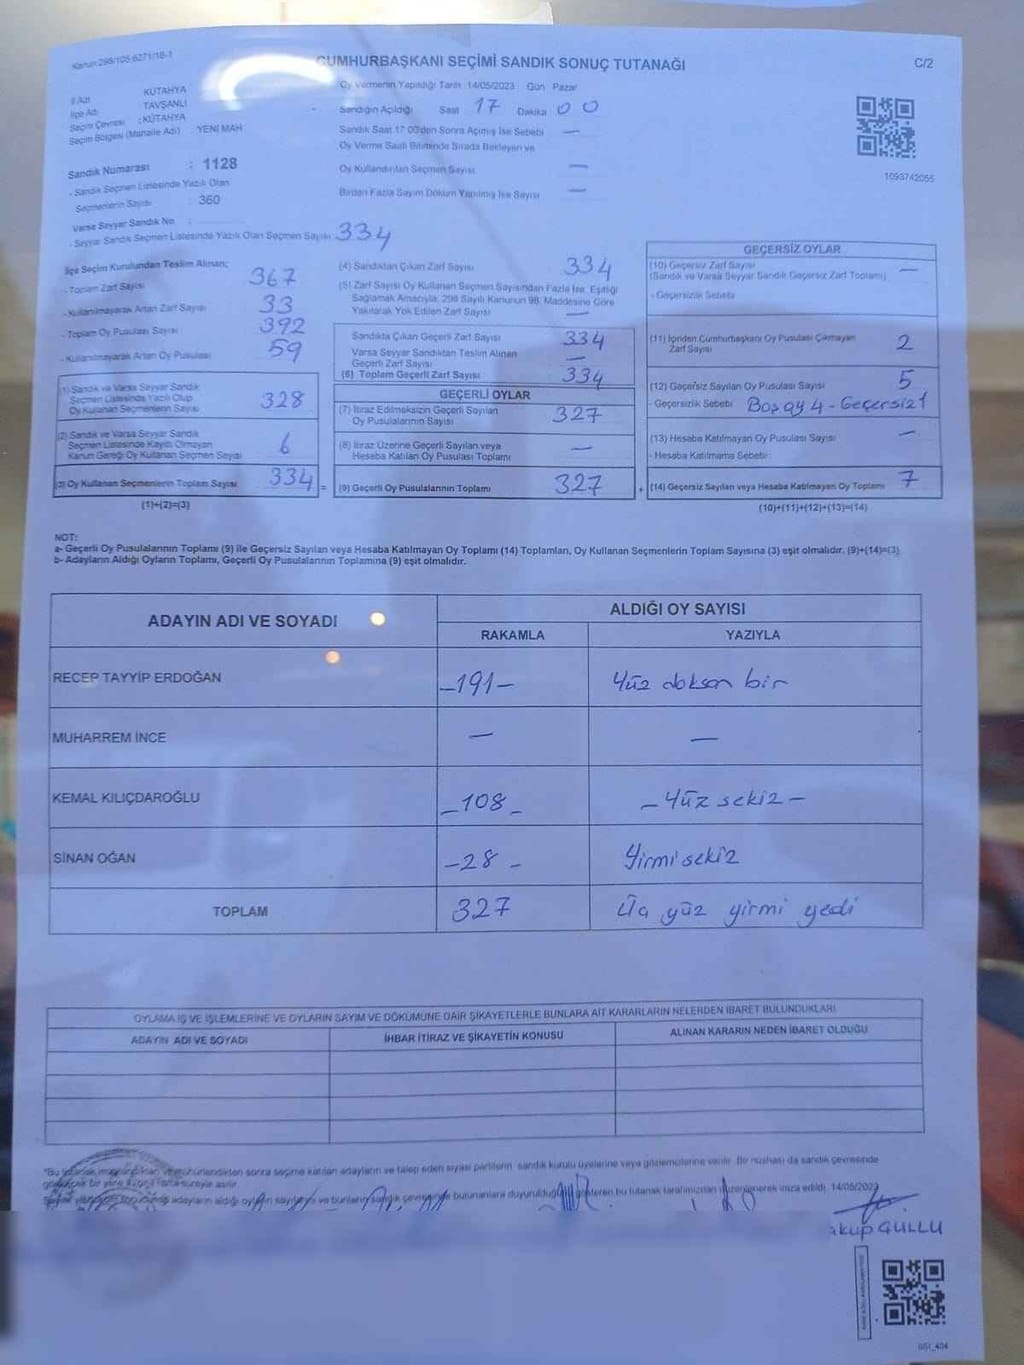 Kanun 298/105 6271/18-1
CUMHURBAŞKANI SEÇİMİ SANDIK SONUÇ TUTANAĞI
C/2
İl Adı KÜTAHYA
İlçe Adı TAVŞANLI
Seçim Çevresi : KÜTAHYA
Seçim Bölgesi (Mahalle Adı) YENİ MAH
Sandık Numarası : 1128
- Sandık Seçmen Listesinde Yazılı Olan
Seçmenlerin Sayısı 360
Varsa Seyyar Sandık No
- Seyyar Sandık Seçmen Listesinde Yazılı Olan Seçmen Sayısı 334
Oy Vermenin Yapıldığı Tarih 14/05/2023 Gün Pazar
Sandığın Açıldığı Saat 17 Dakika 00
Sandık Saat 17:00'den Sonra Açılmış İse Sebebi —
Oy Verme Saati Bitiminde Sırada Bekleyen ve
Oy Kullandırılan Seçmen Sayısı —
Birden Fazla Sayım Döküm Yapılmış İse Sayısı —
1093742055
İlçe Seçim Kurulundan Teslim Alınan;
- Toplam Zarf Sayısı 367
- Kullanılmayarak Artan Zarf Sayısı 33
- Toplam Oy Pusulası Sayısı 392
- Kullanılmayarak Artan Oy Pusulası 59
(1) Sandık ve Varsa Seyyar Sandık
Seçmen Listesinde Yazılı Olup
Oy Kullanan Seçmenlerin Sayısı 328
(2) Sandık ve Varsa Seyyar Sandık
Seçmen Listesinde Kayıtlı Olmayan
Kanun Gereği Oy Kullanan Seçmen Sayısı 6
(3) Oy Kullanan Seçmenlerin Toplam Sayısı 334 =
(1)+(2)=(3)
(4) Sandıktan Çıkan Zarf Sayısı 334
(5) Zarf Sayısı Oy Kullanan Seçmen Sayısından Fazla İse, Eşitliği
Sağlamak Amacıyla, 298 Sayılı Kanunun 98. Maddesine Göre
Yakılarak Yok Edilen Zarf Sayısı —
Sandıkta Çıkan Geçerli Zarf Sayısı 334
Varsa Seyyar Sandıktan Teslim Alınan
Geçerli Zarf Sayısı —
(6) Toplam Geçerli Zarf Sayısı 334
GEÇERLİ OYLAR
(7) İtiraz Edilmeksizin Geçerli Sayılan
Oy Pusulalarının Sayısı 327
(8) İtiraz Üzerine Geçerli Sayılan veya
Hesaba Katılan Oy Pusulası Toplamı —
(9) Geçerli Oy Pusulalarının Toplamı 327 +
GEÇERSİZ OYLAR
(10) Geçersiz Zarf Sayısı —
(Sandık ve Varsa Seyyar Sandık Geçersiz Zarf Toplamı)
- Geçersizlik Sebebi
(11) İçinden Cumhurbaşkanı Oy Pusulası Çıkmayan
Zarf Sayısı 2
(12) Geçersiz Sayılan Oy Pusulası Sayısı 5
- Geçersizlik Sebebi Boş oy 4 - Geçersiz 1
(13) Hesaba Katılmayan Oy Pusulası Sayısı —
- Hesaba Katılmama Sebebi:
(14) Geçersiz Sayılan veya Hesaba Katılmayan Oy Toplamı 7
(10)+(11)+(12)+(13)=(14)
NOT:
a- Geçerli Oy Pusulalarının Toplamı (9) ile Geçersiz Sayılan veya Hesaba Katılmayan Oy Toplamı (14) Toplamları, Oy Kullanan Seçmenlerin Toplam Sayısına (3) eşit olmalıdır. (9)+(14)=(3)
b- Adayların Aldığı Oyların Toplamı, Geçerli Oy Pusulalarının Toplamına (9) eşit olmalıdır.
ADAYIN ADI VE SOYADI
ALDIĞI OY SAYISI
RAKAMLA YAZIYLA
RECEP TAYYİP ERDOĞAN –191– Yüz doksan bir
MUHARREM İNCE — —
KEMAL KILIÇDAROĞLU –108– –Yüz sekiz–
SİNAN OĞAN –28– Yirmi sekiz
TOPLAM 327 Üç yüz yirmi yedi
OYLAMA İŞ VE İŞLEMLERİNE VE OYLARIN SAYIM VE DÖKÜMÜNE DAİR ŞİKAYETLERLE BUNLARA AİT KARARLARIN NELERDEN İBARET BULUNDUKLARI
ADAYIN ADI VE SOYADI İHBAR İTİRAZ VE ŞİKAYETİN KONUSU ALINAN KARARIN NEDEN İBARET OLDUĞU
*Bu tutanak imzalandıktan ve mühürlendikten sonra seçime katılan adayların ve talep eden siyasi partilerin sandık kurulu üyelerine veya gözlemcilerine verilir. Bir nüshası da sandık çevresinde
bir yere süreyle asılır.
adayların aldığı oyların sayılarını ve bunların sandık çevresinde bulunanlara duyurulduğunu gösteren bu tutanak tarafımızdan düzenlenerek imza edildi. 14/05/2023
akup GÜLLÜ